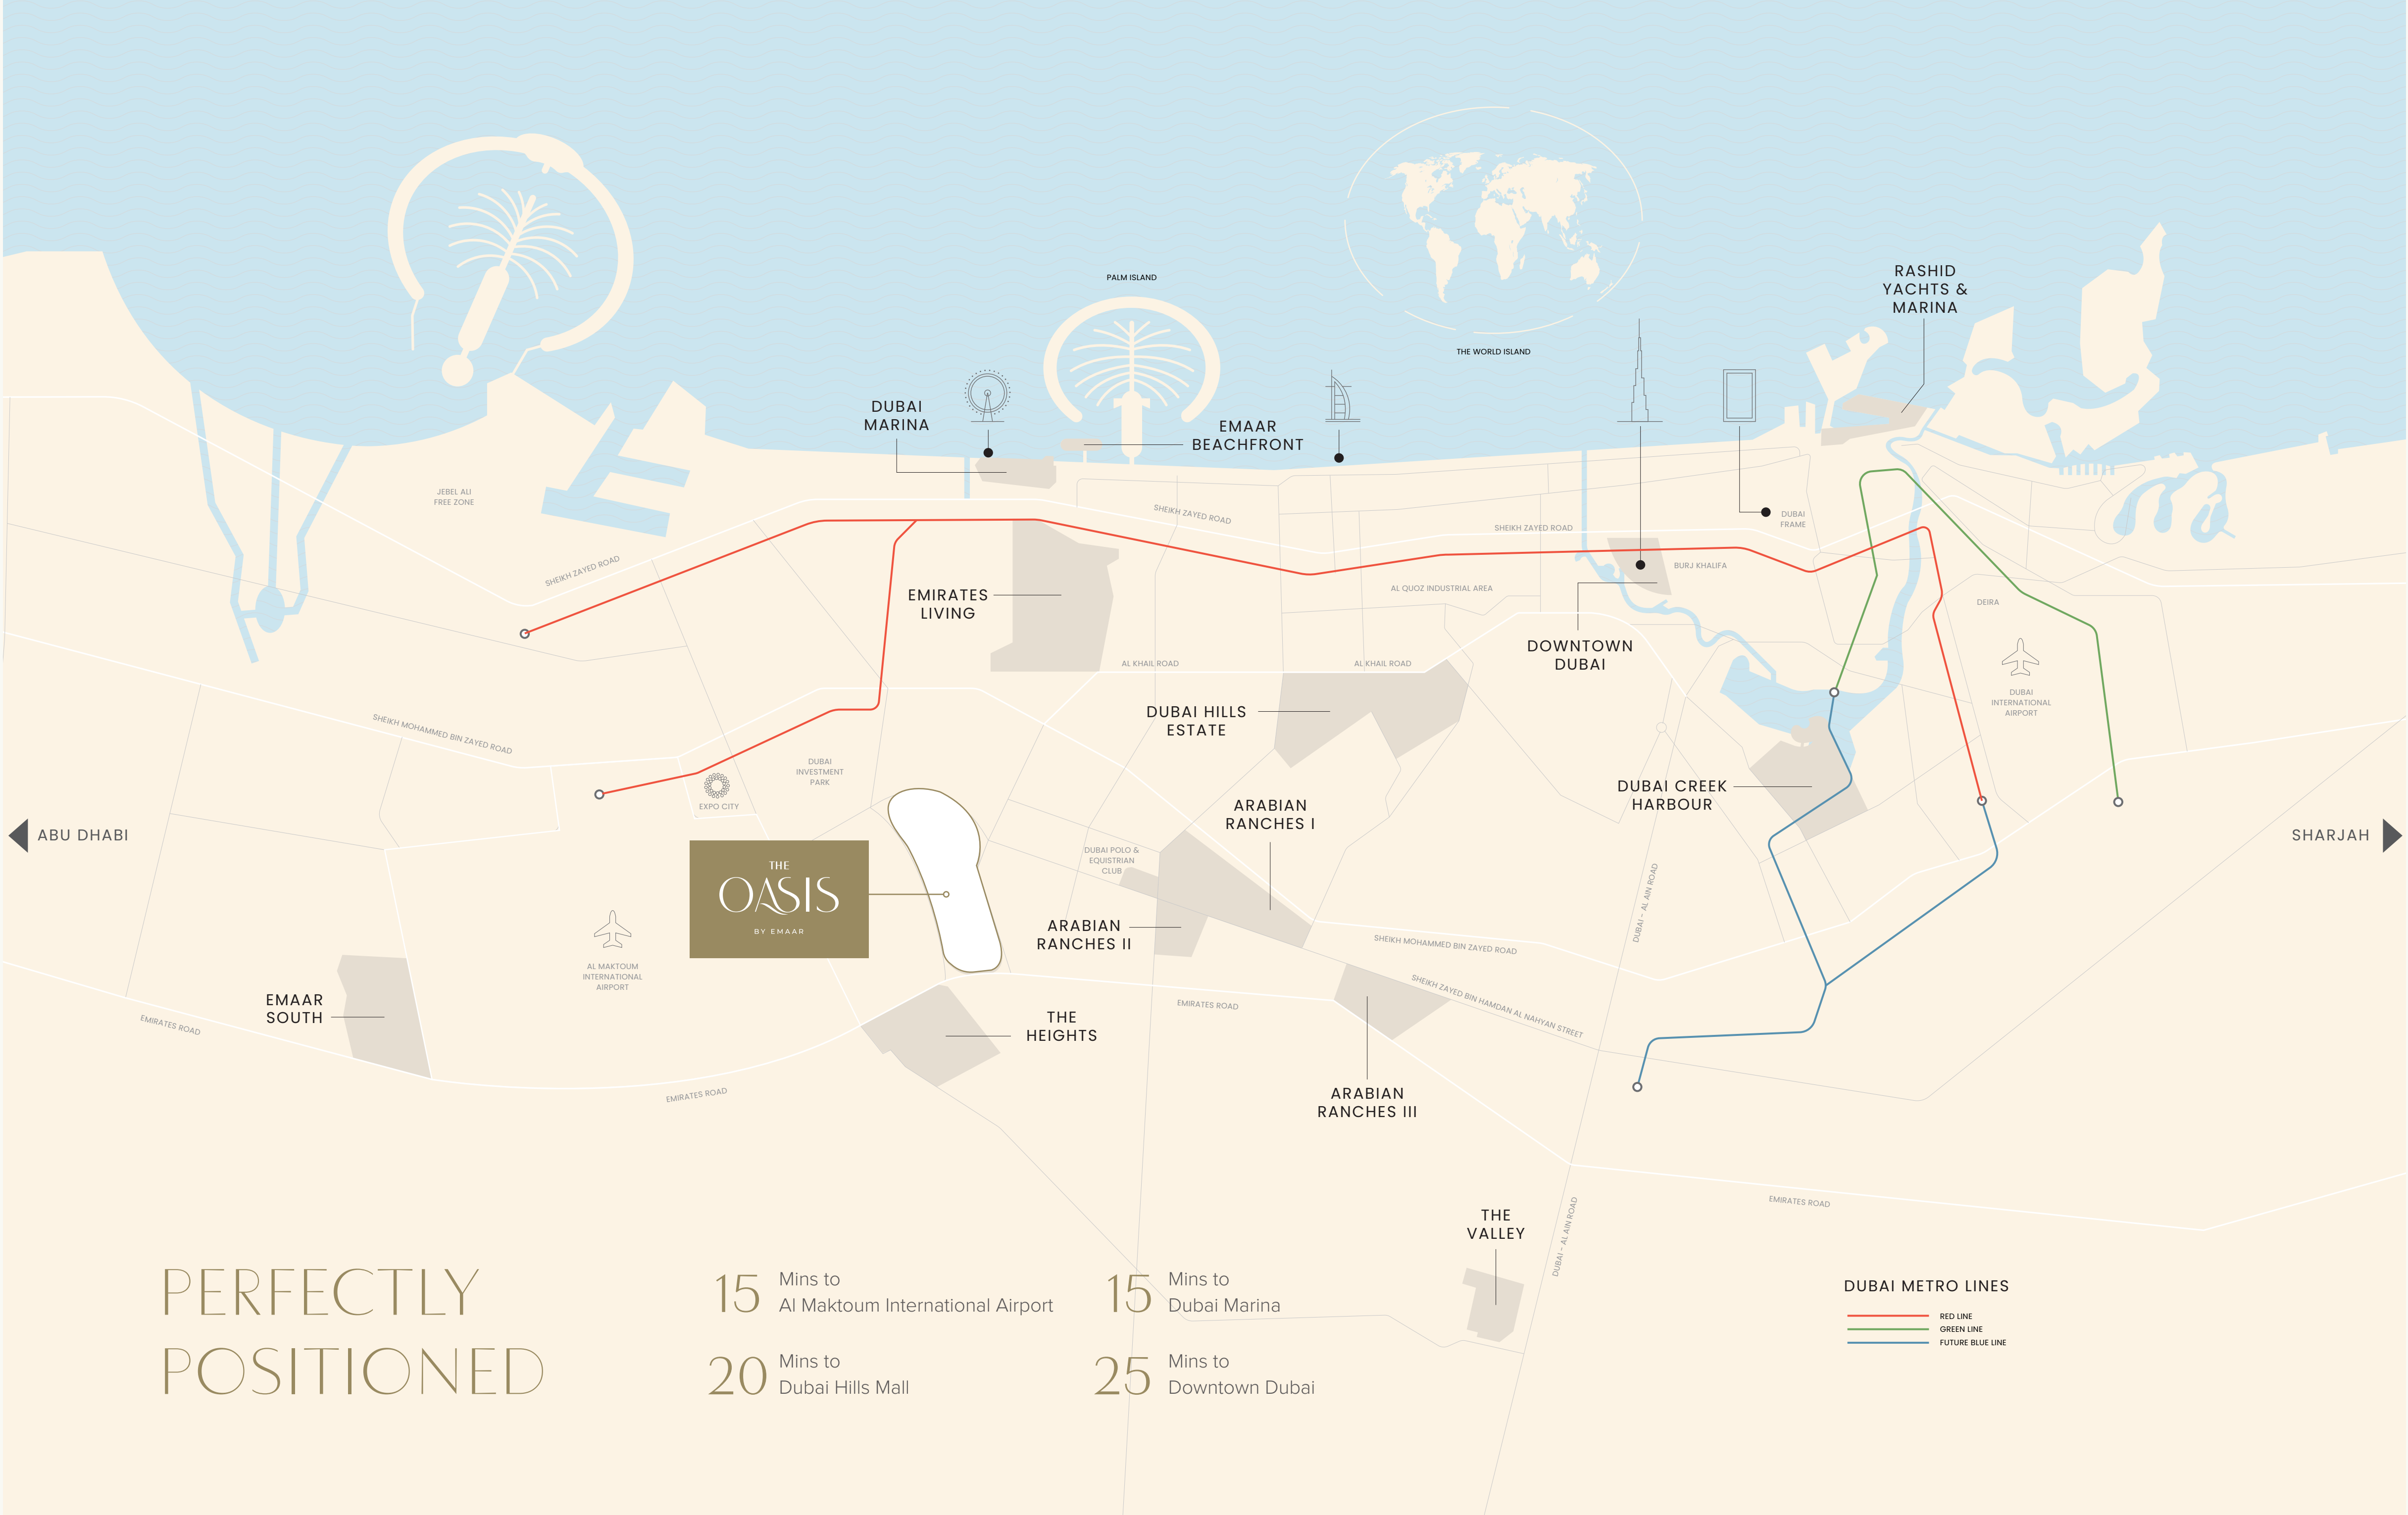 RASHID
YACHTS &
MARINA
PALM ISLAND
THE WORLD ISLAND
DUBAI
MARINA
EMAAR
BEACHFRONT
JEBEL ALI
FREE ZONE
SHEIKH ZAYED ROAD
SHEIKH ZAYED ROAD
SHEIKH ZAYED ROAD
DUBAI
FRAME
BURJ KHALIFA
AL QUOZ INDUSTRIAL AREA
EMIRATES
LIVING
DEIRA
DOWNTOWN
DUBAI
AL KHAIL ROAD
AL KHAIL ROAD
DUBAI
INTERNATIONAL
AIRPORT
DUBAI HILLS
ESTATE
SHEIKH MOHAMMED BIN ZAYED ROAD
DUBAI
INVESTMENT
PARK
EXPO CITY
DUBAI CREEK
HARBOUR
ARABIAN
RANCHES I
ABU DHABI
SHARJAH
DUBAI POLO &
EQUISTRIAN
CLUB
THE
OASIS
BY EMAAR
ARABIAN
RANCHES II
DUBAI - AL AIN ROAD
SHEIKH MOHAMMED BIN ZAYED ROAD
AL MAKTOUM
INTERNATIONAL
AIRPORT
EMAAR
SOUTH
SHEIKH ZAYED BIN HAMDAN AL NAHYAN STREET
EMIRATES ROAD
EMIRATES ROAD
THE
HEIGHTS
EMIRATES ROAD
ARABIAN
RANCHES III
EMIRATES ROAD
THE
VALLEY
DUBAI - AL AIN ROAD
PERFECTLY
POSITIONED
15 Mins to
Al Maktoum International Airport
15 Mins to
Dubai Marina
20 Mins to
Dubai Hills Mall
25 Mins to
Downtown Dubai
DUBAI METRO LINES
RED LINE
GREEN LINE
FUTURE BLUE LINE